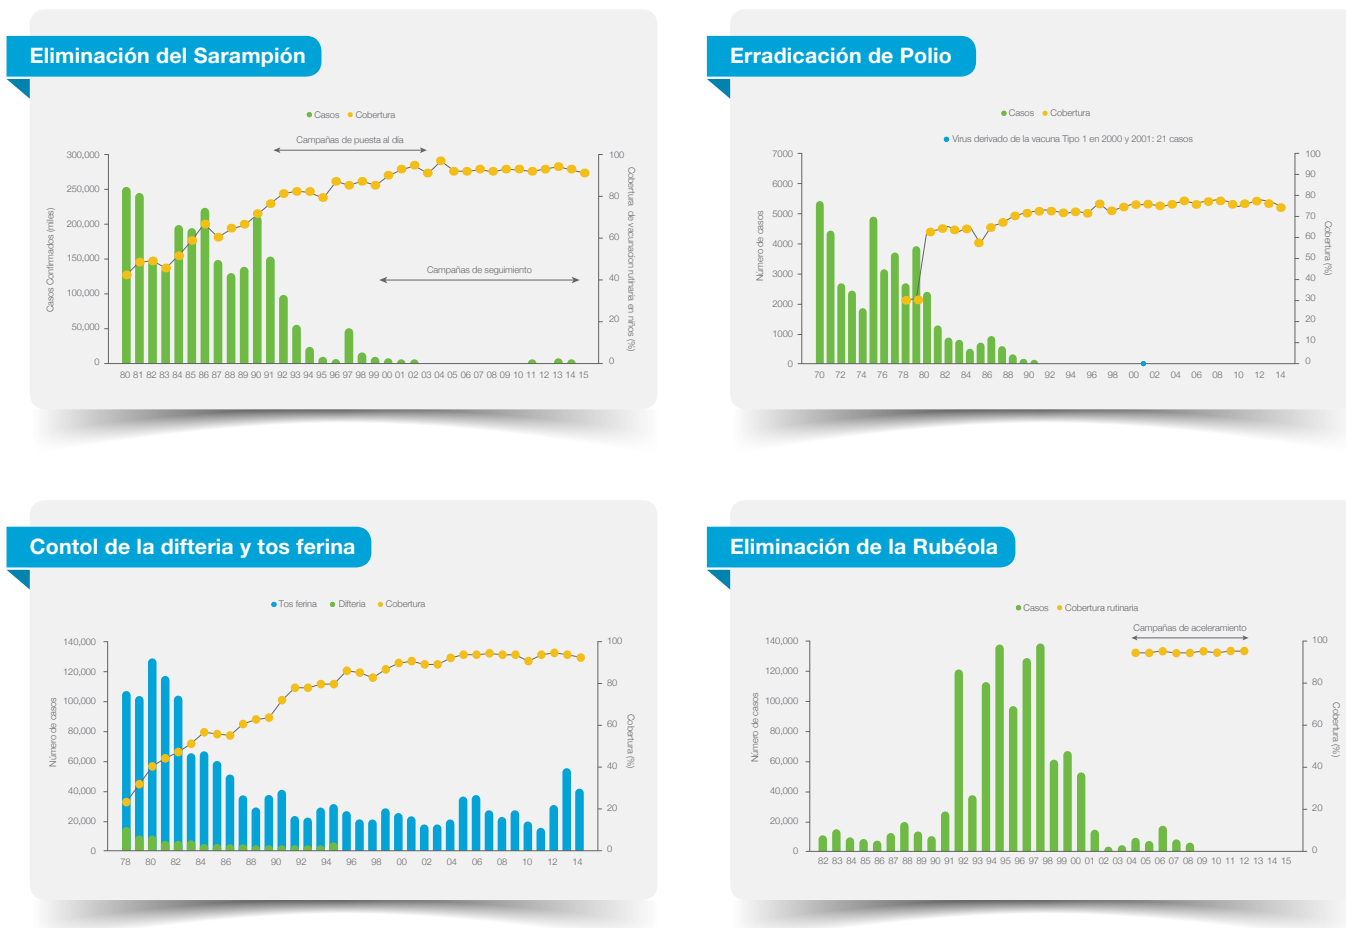 Eliminación del Sarampión
Casos Cobertura
Campañas de puesta al día
Campañas de seguimiento
Casos Confirmados (miles)
300,000
250,000
200,000
150,000
100,000
50,000
0
100
80
60
40
20
0
Cobertura de vacunacion rutinaria en niños (%)
80 81 82 83 84 85 86 87 88 89 90 91 92 93 94 95 96 97 98 99 00 01 02 03 04 05 06 07 08 09 10 11 12 13 14 15
Erradicación de Polio
Casos Cobertura
Virus derivado de la vacuna Tipo 1 en 2000 y 2001: 21 casos
Número de casos
7000
6000
5000
4000
3000
2000
1000
0
100
90
80
70
60
50
40
30
20
10
0
Cobertura (%)
70 72 74 76 78 80 82 84 86 88 90 92 94 96 98 00 02 04 06 08 10 12 14
Contol de la difteria y tos ferina
Tos ferina Difteria Cobertura
Número de casos
140,000
120,000
100,000
80,000
60,000
40,000
20,000
0
100
80
60
40
20
0
Cobertura (%)
78 80 82 84 86 88 90 92 94 96 98 00 02 04 06 08 10 12 14
Eliminación de la Rubéola
Casos Cobertura rutinaria
Campañas de aceleramiento
Número de casos
140,000
120,000
100,000
80,000
60,000
40,000
20,000
0
100
80
60
40
20
0
Cobertura (%)
82 83 84 85 86 87 88 89 90 91 92 93 94 95 96 97 98 99 00 01 02 03 04 05 06 07 08 09 10 11 12 13 14 15